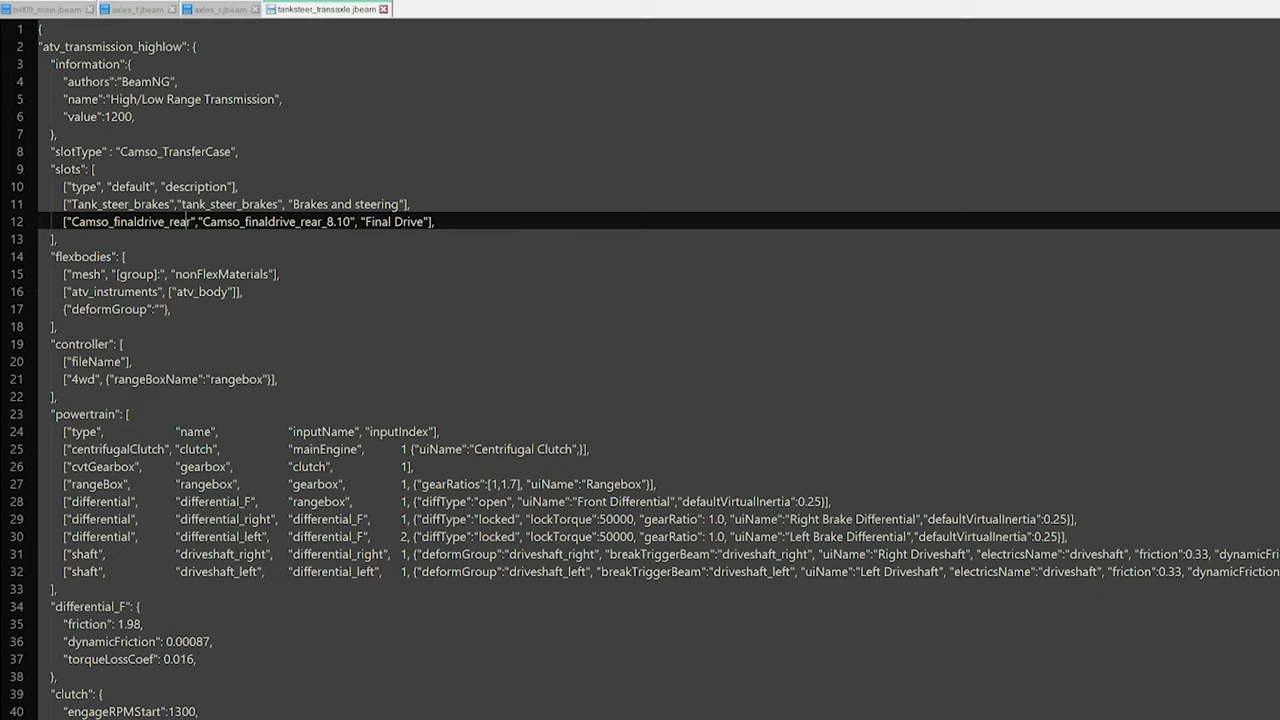 b4f09_main.jbeam axles_f.jbeam axles_r.jbeam tanksteer_transaxle.jbeam
1 {
2 "atv_transmission_highlow": {
3 "information":{
4 "authors":"BeamNG",
5 "name":"High/Low Range Transmission",
6 "value":1200,
7 },
8 "slotType" : "Camso_TransferCase",
9 "slots": [
10 ["type", "default", "description"],
11 ["Tank_steer_brakes","tank_steer_brakes", "Brakes and steering"],
12 ["Camso_finaldrive_rear","Camso_finaldrive_rear_8.10", "Final Drive"],
13 ],
14 "flexbodies": [
15 ["mesh", "[group]:", "nonFlexMaterials"],
16 ["atv_instruments", ["atv_body"]],
17 {"deformGroup":""},
18 ],
19 "controller": [
20 ["fileName"],
21 ["4wd", {"rangeBoxName":"rangebox"}],
22 ],
23 "powertrain": [
24 ["type", "name", "inputName", "inputIndex"],
25 ["centrifugalClutch", "clutch", "mainEngine", 1 {"uiName":"Centrifugal Clutch",}],
26 ["cvtGearbox", "gearbox", "clutch", 1],
27 ["rangeBox", "rangebox", "gearbox", 1, {"gearRatios":[1,1.7], "uiName":"Rangebox"}],
28 ["differential", "differential_F", "rangebox", 1, {"diffType":"open", "uiName":"Front Differential","defaultVirtualInertia":0.25}],
29 ["differential", "differential_right", "differential_F", 1, {"diffType":"locked", "lockTorque":50000, "gearRatio": 1.0, "uiName":"Right Brake Differential","defaultVirtualInertia":0.25}],
30 ["differential", "differential_left", "differential_F", 2, {"diffType":"locked", "lockTorque":50000, "gearRatio": 1.0, "uiName":"Left Brake Differential","defaultVirtualInertia":0.25}],
31 ["shaft", "driveshaft_right", "differential_right", 1, {"deformGroup":"driveshaft_right", "breakTriggerBeam":"driveshaft_right", "uiName":"Right Driveshaft", "electricsName":"driveshaft", "friction":0.33, "dynamicFri
32 ["shaft", "driveshaft_left", "differential_left", 1, {"deformGroup":"driveshaft_left", "breakTriggerBeam":"driveshaft_left", "uiName":"Left Driveshaft", "electricsName":"driveshaft", "friction":0.33, "dynamicFriction
33 ],
34 "differential_F": {
35 "friction": 1.98,
36 "dynamicFriction": 0.00087,
37 "torqueLossCoef": 0.016,
38 },
39 "clutch": {
40 "engageRPMStart":1300,